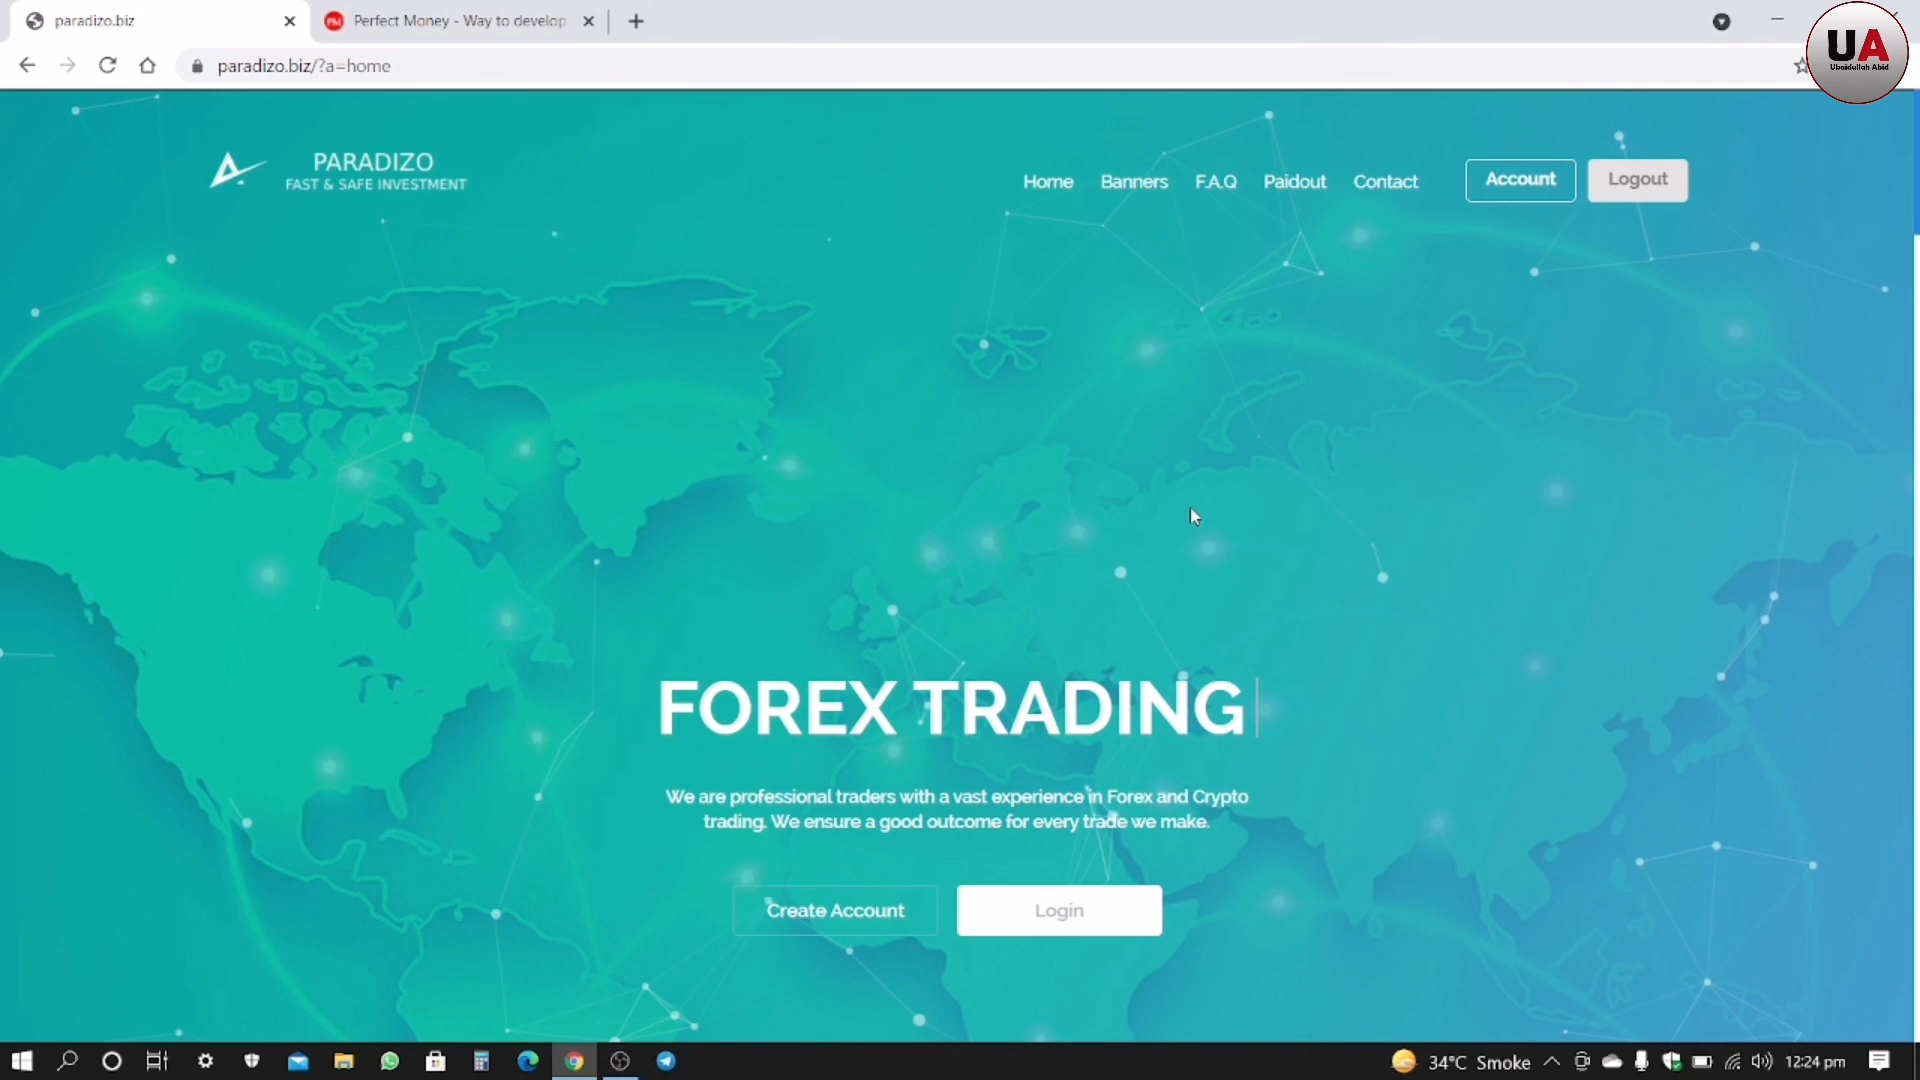 paradizo.biz
Perfect Money - Way to develop
paradizo.biz/?a=home
UA
Ubaidullah Abid
PARADIZO
FAST & SAFE INVESTMENT
Home Banners F.A.Q Paidout Contact Account Logout
FOREX TRADING
We are professional traders with a vast experience in Forex and Crypto
trading. We ensure a good outcome for every trade we make.
Create Account Login
34°C Smoke 12:24 pm